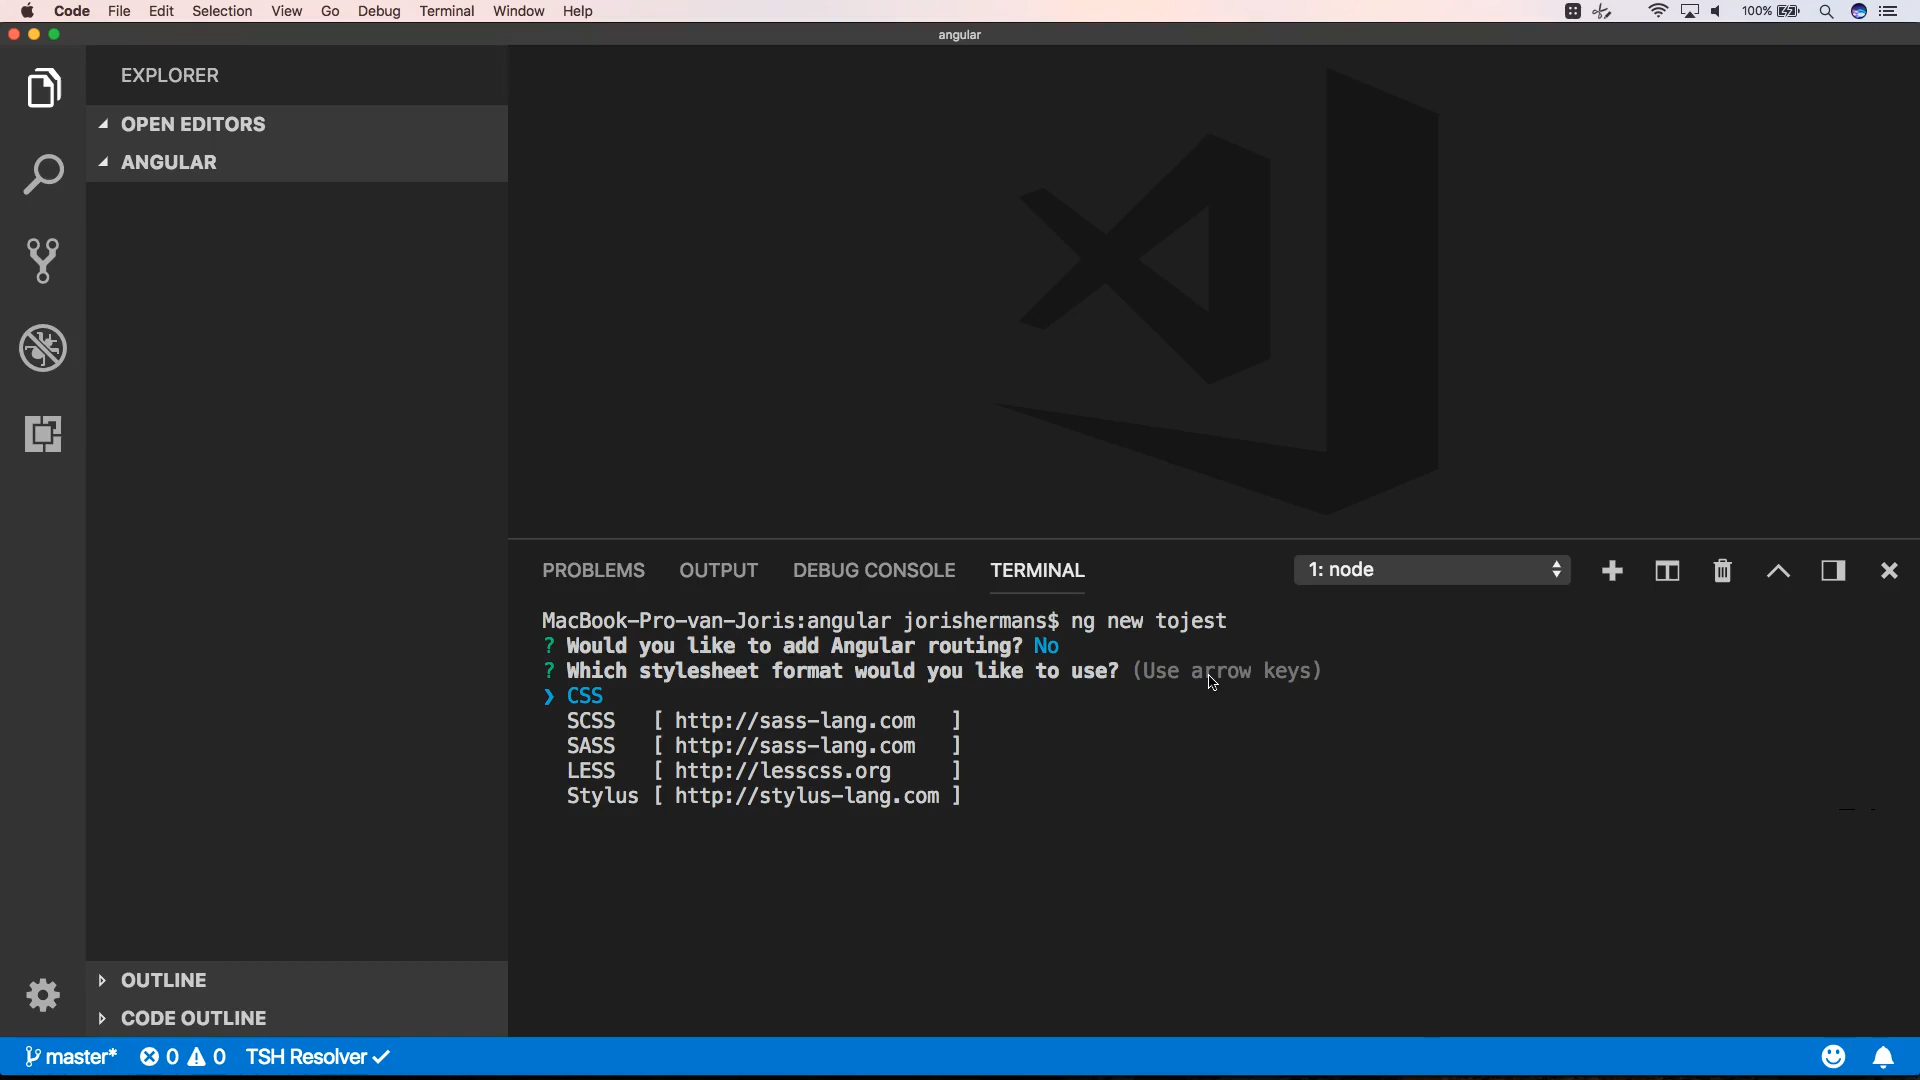 Code File Edit Selection View Go Debug Terminal Window Help 100%
angular
EXPLORER
OPEN EDITORS
ANGULAR
PROBLEMS OUTPUT DEBUG CONSOLE TERMINAL 1: node
MacBook-Pro-van-Joris:angular jorishermans$ ng new tojest
? Would you like to add Angular routing? No
? Which stylesheet format would you like to use? (Use arrow keys)
❯ CSS
SCSS [ http://sass-lang.com ]
SASS [ http://sass-lang.com ]
LESS [ http://lesscss.org ]
Stylus [ http://stylus-lang.com ]
OUTLINE
CODE OUTLINE
master* 0 0 TSH Resolver